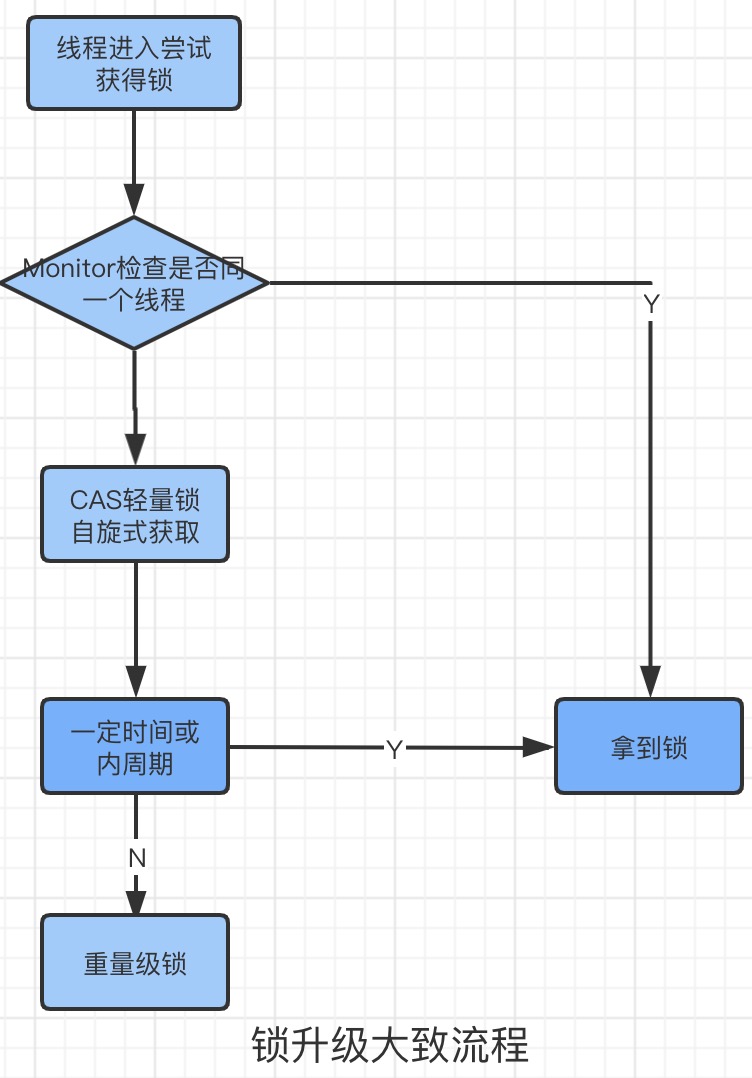 线程进入尝试
获得锁
Monitor检查是否同
一个线程
Y
CAS轻量锁
自旋式获取
一定时间或
内周期
Y
拿到锁
N
重量级锁
锁升级大致流程